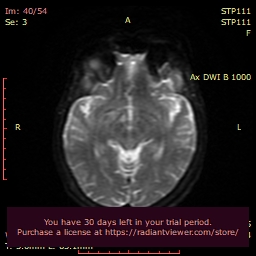 Im: 40/54
Se: 3
A
STP111
STP111
F
Ax DWI B 1000
R
L
You have 30 days left in your trial period.
Purchase a license at https://radiantviewer.com/store/